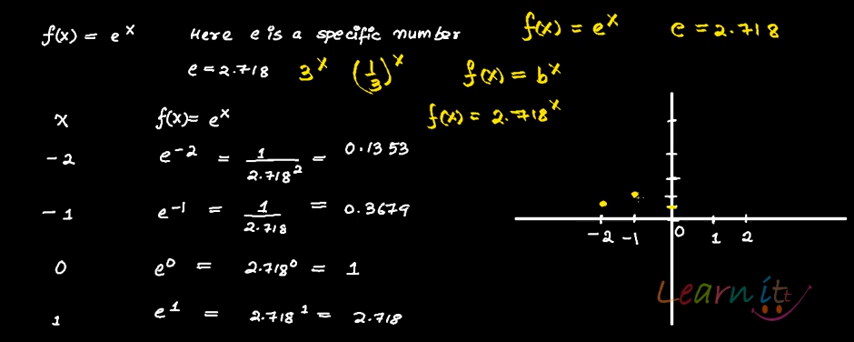 f(x) = e^x   Here e is a specific number   f(x) = e^x   e = 2.718
e = 2.718   3^x   (1/3)^x   f(x) = b^x
x   f(x) = e^x   f(x) = 2.718^x
-2   e^-2 = 1/2.718^2 = 0.1353
-1   e^-1 = 1/2.718 = 0.3679
-2 -1 0 1 2
0   e^0 = 2.718^0 = 1
Learnitt
1   e^1 = 2.718^1 = 2.718